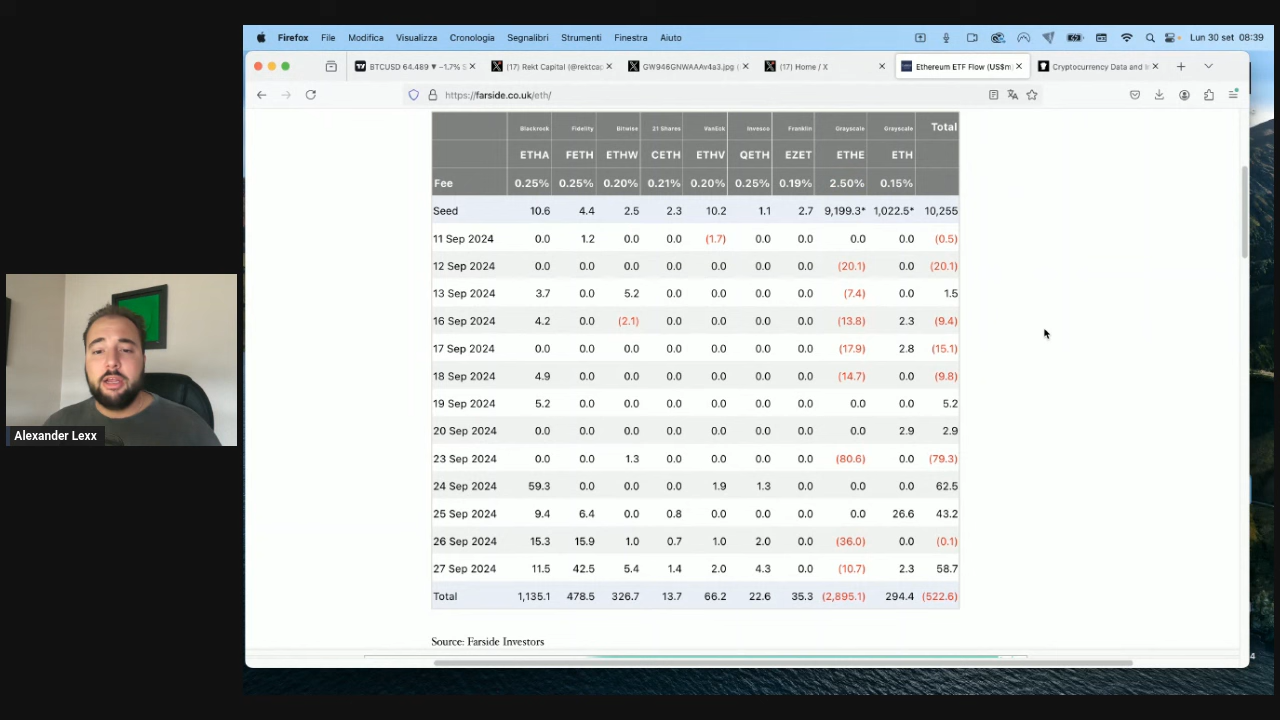 Firefox File Modifica Visualizza Cronologia Segnalibri Strumenti Finestra Aiuto Lun 30 set 08:39
BTCUSD 64.489 ▼ −1.7% (17) Rekt Capital (@rektca GW946GNWAAAv4a3.jpg (17) Home / X Ethereum ETF Flow (US$m Cryptocurrency Data and
https://farside.co.uk/eth/
Blackrock Fidelity Bitwise 21 Shares VanEck Invesco Franklin Grayscale Grayscale Total
ETHA FETH ETHW CETH ETHV QETH EZET ETHE ETH
Fee 0.25% 0.25% 0.20% 0.21% 0.20% 0.25% 0.19% 2.50% 0.15%
Seed 10.6 4.4 2.5 2.3 10.2 1.1 2.7 9,199.3* 1,022.5* 10,255
11 Sep 2024 0.0 1.2 0.0 0.0 (1.7) 0.0 0.0 0.0 0.0 (0.5)
12 Sep 2024 0.0 0.0 0.0 0.0 0.0 0.0 0.0 (20.1) 0.0 (20.1)
13 Sep 2024 3.7 0.0 5.2 0.0 0.0 0.0 0.0 (7.4) 0.0 1.5
16 Sep 2024 4.2 0.0 (2.1) 0.0 0.0 0.0 0.0 (13.8) 2.3 (9.4)
17 Sep 2024 0.0 0.0 0.0 0.0 0.0 0.0 0.0 (17.9) 2.8 (15.1)
18 Sep 2024 4.9 0.0 0.0 0.0 0.0 0.0 0.0 (14.7) 0.0 (9.8)
19 Sep 2024 5.2 0.0 0.0 0.0 0.0 0.0 0.0 0.0 0.0 5.2
20 Sep 2024 0.0 0.0 0.0 0.0 0.0 0.0 0.0 0.0 2.9 2.9
23 Sep 2024 0.0 0.0 1.3 0.0 0.0 0.0 0.0 (80.6) 0.0 (79.3)
24 Sep 2024 59.3 0.0 0.0 0.0 1.9 1.3 0.0 0.0 0.0 62.5
25 Sep 2024 9.4 6.4 0.0 0.8 0.0 0.0 0.0 0.0 26.6 43.2
26 Sep 2024 15.3 15.9 1.0 0.7 1.0 2.0 0.0 (36.0) 0.0 (0.1)
27 Sep 2024 11.5 42.5 5.4 1.4 2.0 4.3 0.0 (10.7) 2.3 58.7
Total 1,135.1 478.5 326.7 13.7 66.2 22.6 35.3 (2,895.1) 294.4 (522.6)
Source: Farside Investors
Alexander Lexx